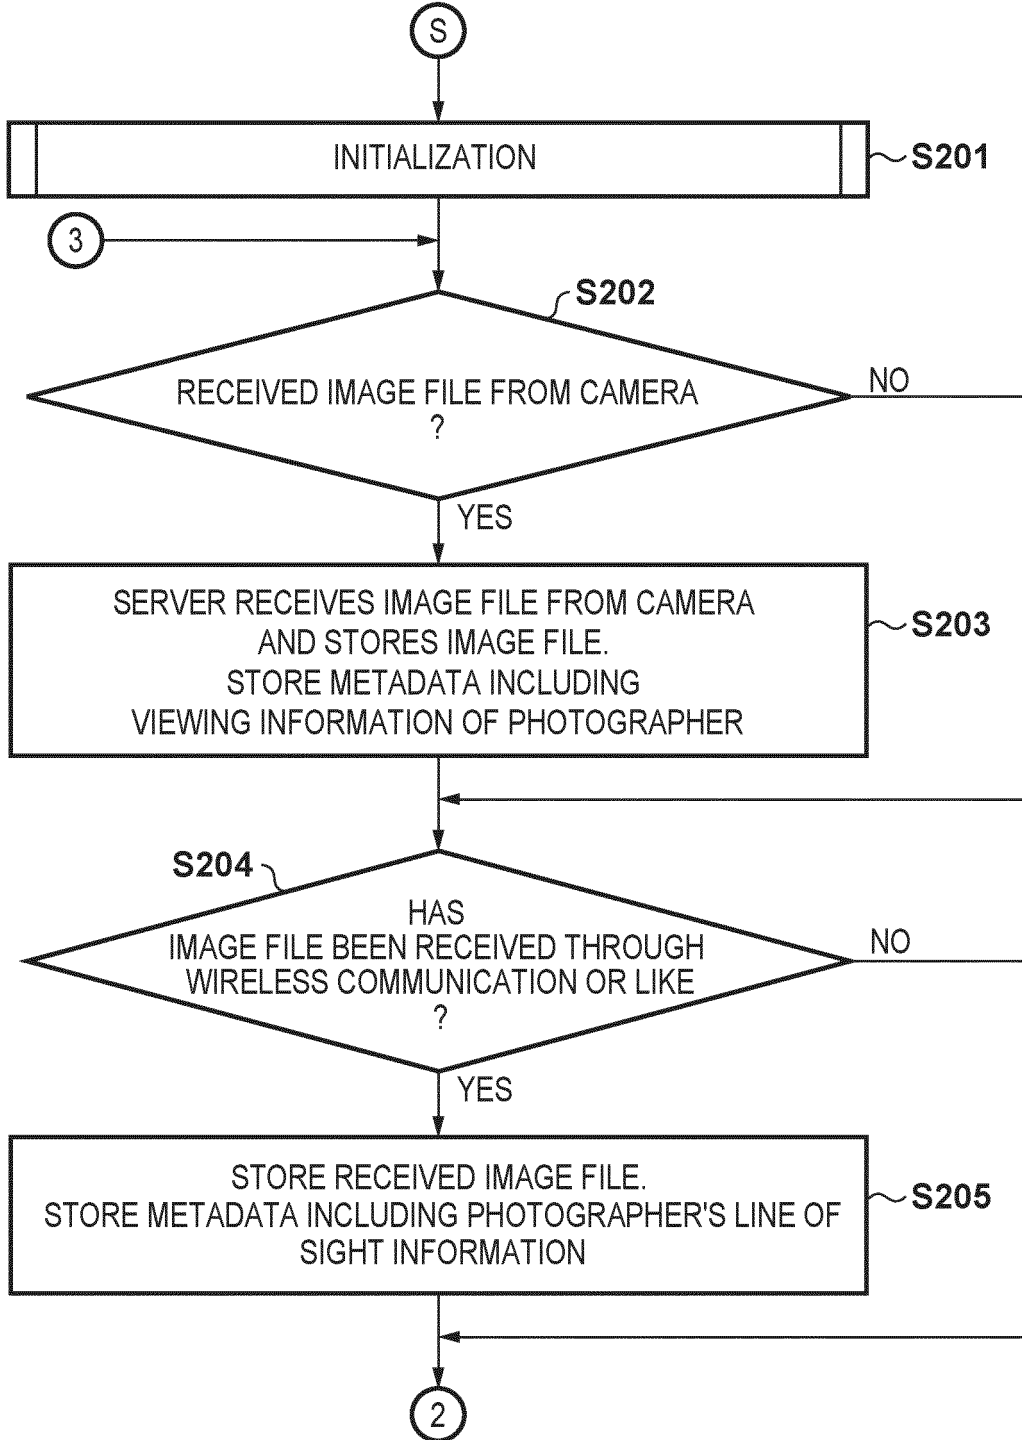 S
INITIALIZATION
S201
3
S202
RECEIVED IMAGE FILE FROM CAMERA
?
NO
YES
SERVER RECEIVES IMAGE FILE FROM CAMERA
AND STORES IMAGE FILE.
STORE METADATA INCLUDING
VIEWING INFORMATION OF PHOTOGRAPHER
S203
S204
HAS
IMAGE FILE BEEN RECEIVED THROUGH
WIRELESS COMMUNICATION OR LIKE
?
NO
YES
STORE RECEIVED IMAGE FILE.
STORE METADATA INCLUDING PHOTOGRAPHER'S LINE OF
SIGHT INFORMATION
S205
2